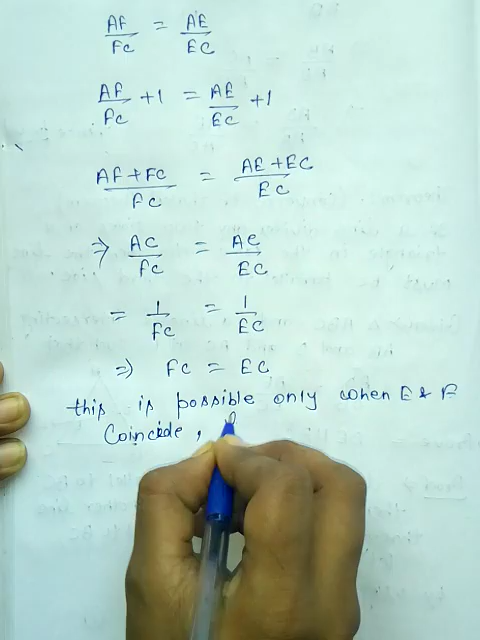 AF/FC = AE/EC
AF/FC + 1 = AE/EC + 1
AF + FC/FC = AE + EC/EC
⇒ AC/FC = AC/EC
= 1/FC = 1/EC
⇒ FC = EC
this is possible only when E & F
Coincide,